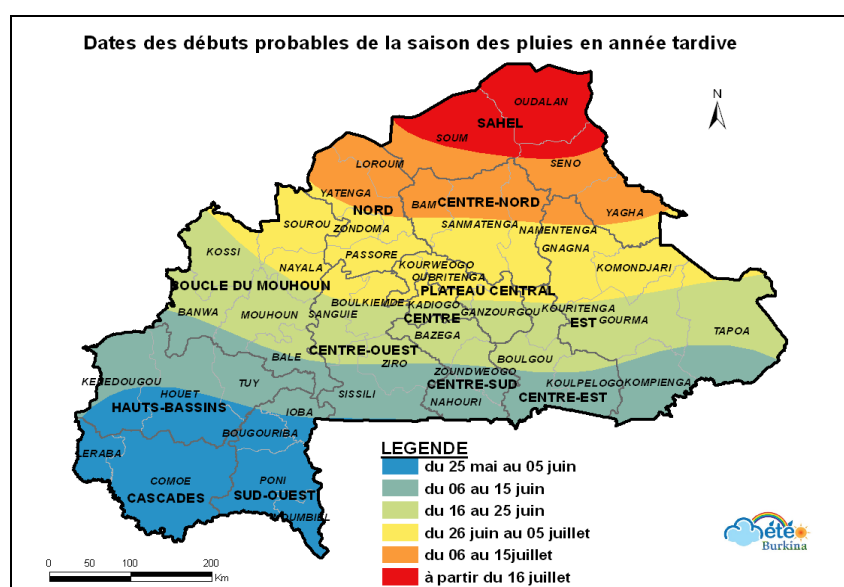 Dates des débuts probables de la saison des pluies en année tardive
N
OUDALAN
SAHEL
SOUM
LOROUM
SENO
YATENGA
BAM
CENTRE-NORD
NORD
YAGHA
SOUROU
ZONDOMA
SANMATENGA
NAMENTENGA
GNAGNA
KOSSI
PASSORE
KOURWEOGO
NAYALA
OUBRITENGA
KOMONDJARI
BOUCLE DU MOUHOUN
PLATEAU CENTRAL
BOULKIEMDE
KADIOGO
BANWA
MOUHOUN
SANGUIE
CENTRE
GANZOURGOU
KOURITENGA
EST
GOURMA
TAPOA
BAZEGA
CENTRE-OUEST
BALE
ZIRO
BOULGOU
ZOUNDWEOGO
KENEDOUGOU
TUY
SISSILI
CENTRE-SUD
KOULPELOGO
KOMPIENGA
HOUET
NAHOURI
CENTRE-EST
HAUTS-BASSINS
IOBA
BOUGOURIBA
LERABA
COMOE
PONI
CASCADES
SUD-OUEST
LEGENDE
du 25 mai au 05 juin
du 06 au 15 juin
du 16 au 25 juin
du 26 juin au 05 juillet
du 06 au 15juillet
à partir du 16 juillet
0 50 100 200
Km
été
Burkina